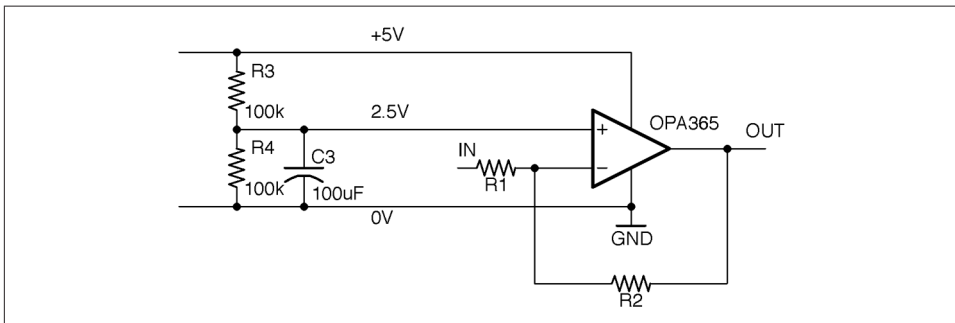 +5V
R3
100k
2.5V
OPA365
OUT
R4
C3
IN
100k
100uF
R1
0V
GND
R2